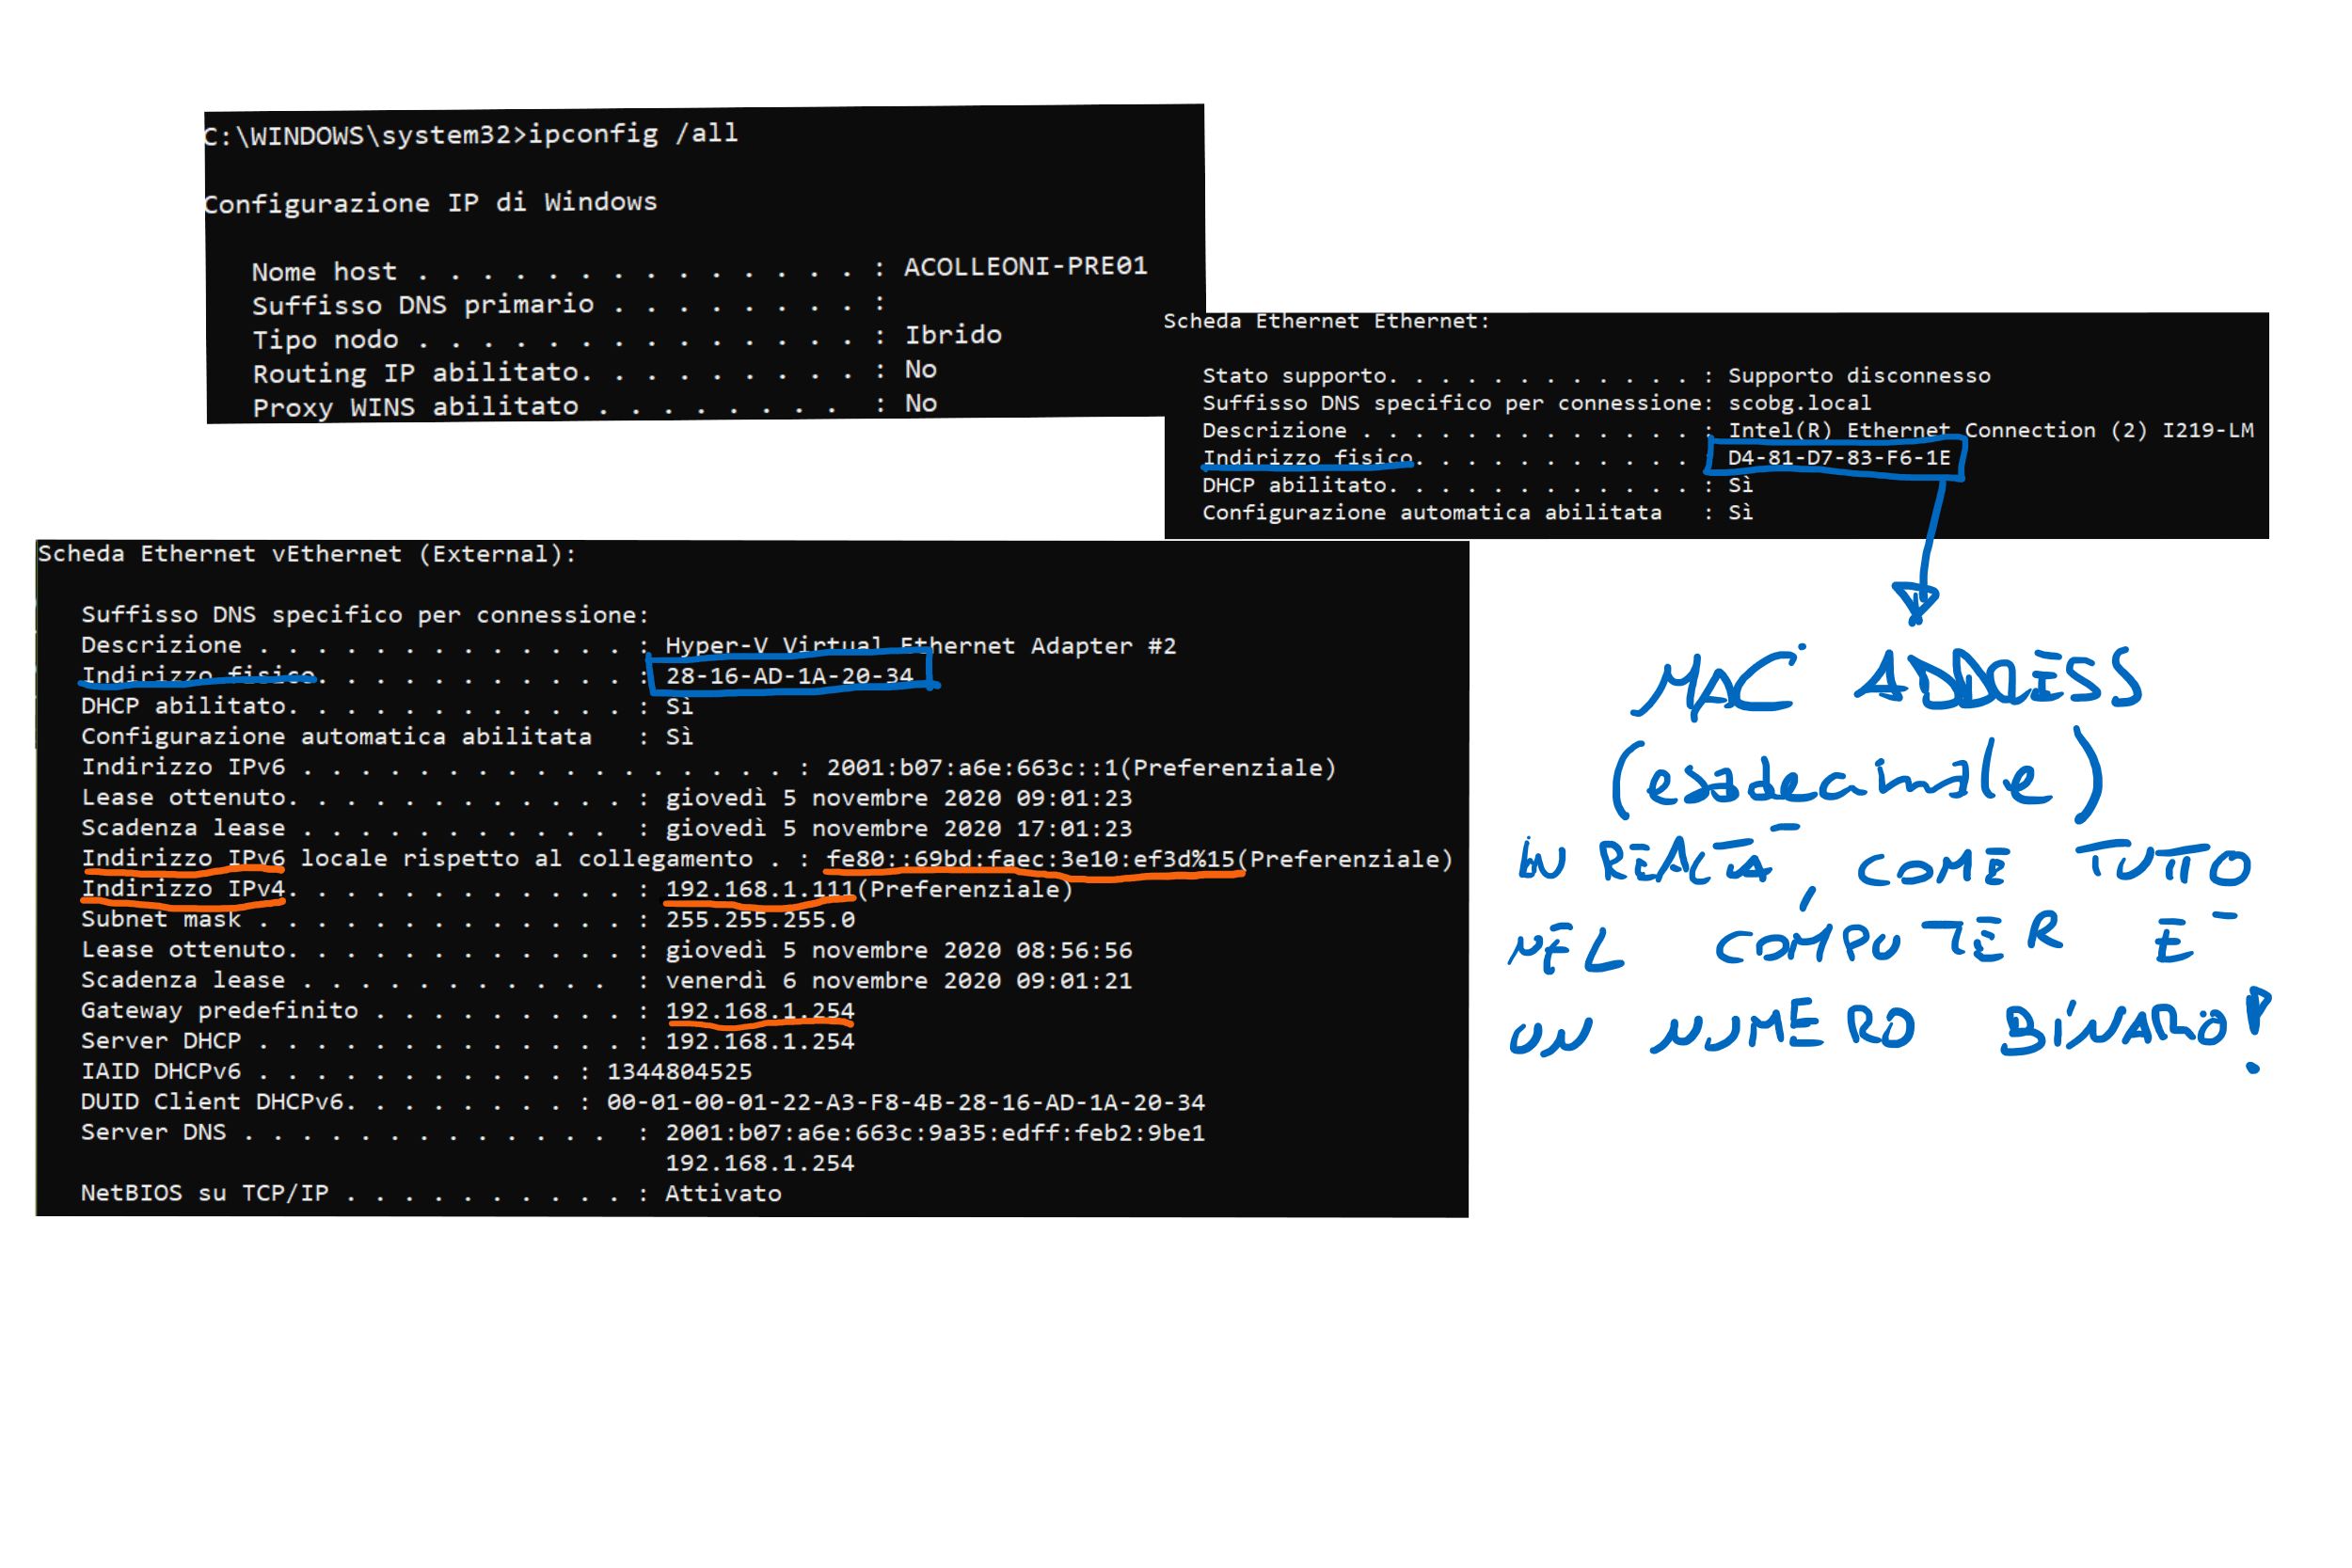 C:\WINDOWS\system32>ipconfig /all
Configurazione IP di Windows
Nome host . . . . . . . . . . . . . . : ACOLLEONI-PRE01
Suffisso DNS primario . . . . . . . . :
Tipo nodo . . . . . . . . . . . . . . : Ibrido
Routing IP abilitato. . . . . . . . . : No
Proxy WINS abilitato . . . . . . . . : No
Scheda Ethernet Ethernet:
Stato supporto. . . . . . . . . . . . : Supporto disconnesso
Suffisso DNS specifico per connessione: scobg.local
Descrizione . . . . . . . . . . . . . : Intel(R) Ethernet Connection (2) I219-LM
Indirizzo fisico. . . . . . . . . . . : D4-81-D7-83-F6-1E
DHCP abilitato. . . . . . . . . . . . : Sì
Configurazione automatica abilitata : Sì
Scheda Ethernet vEthernet (External):
Suffisso DNS specifico per connessione:
Descrizione . . . . . . . . . . . . . : Hyper-V Virtual Ethernet Adapter #2
Indirizzo fisico. . . . . . . . . . . : 28-16-AD-1A-20-34
DHCP abilitato. . . . . . . . . . . . : Sì
Configurazione automatica abilitata : Sì
Indirizzo IPv6 . . . . . . . . . . . . . . . . . : 2001:b07:a6e:663c::1(Preferenziale)
Lease ottenuto. . . . . . . . . . . . : giovedì 5 novembre 2020 09:01:23
Scadenza lease . . . . . . . . . . . : giovedì 5 novembre 2020 17:01:23
Indirizzo IPv6 locale rispetto al collegamento . : fe80::69bd:faec:3e10:ef3d%15(Preferenziale)
Indirizzo IPv4. . . . . . . . . . . . : 192.168.1.111(Preferenziale)
Subnet mask . . . . . . . . . . . . . : 255.255.255.0
Lease ottenuto. . . . . . . . . . . . : giovedì 5 novembre 2020 08:56:56
Scadenza lease . . . . . . . . . . . : venerdì 6 novembre 2020 09:01:21
Gateway predefinito . . . . . . . . . : 192.168.1.254
Server DHCP . . . . . . . . . . . . . : 192.168.1.254
IAID DHCPv6 . . . . . . . . . . . : 1344804525
DUID Client DHCPv6. . . . . . . . : 00-01-00-01-22-A3-F8-4B-28-16-AD-1A-20-34
Server DNS . . . . . . . . . . . . . : 2001:b07:a6e:663c:9a35:edff:feb2:9be1
192.168.1.254
NetBIOS su TCP/IP . . . . . . . . . . : Attivato
MAC ADDRESS
(esadecimale)
IN REALTÀ, COME TUTTO
NEL COMPUTER È
UN NUMERO BINARIO!